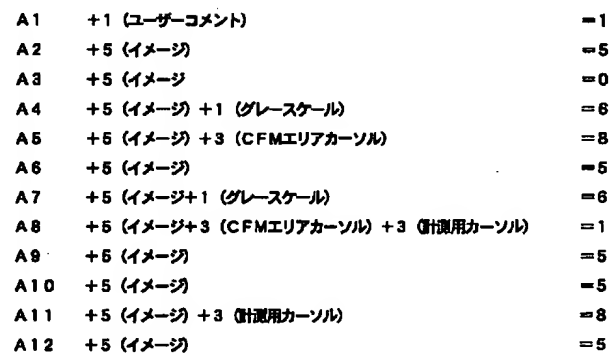 A1 +1 (ユーザーコメント) =1
A2 +5 (イメージ) =5
A3 +5 (イメージ =0
A4 +5 (イメージ) +1 (グレースケール) =6
A5 +5 (イメージ) +3 (CFMエリアカーソル) =8
A6 +5 (イメージ) =5
A7 +5 (イメージ+1 (グレースケール) =6
A8 +5 (イメージ+3 (CFMエリアカーソル) +3 (計測用カーソル) =1
A9 +5 (イメージ) =5
A10 +5 (イメージ) =5
A11 +5 (イメージ) +3 (計測用カーソル) =8
A12 +5 (イメージ) =5